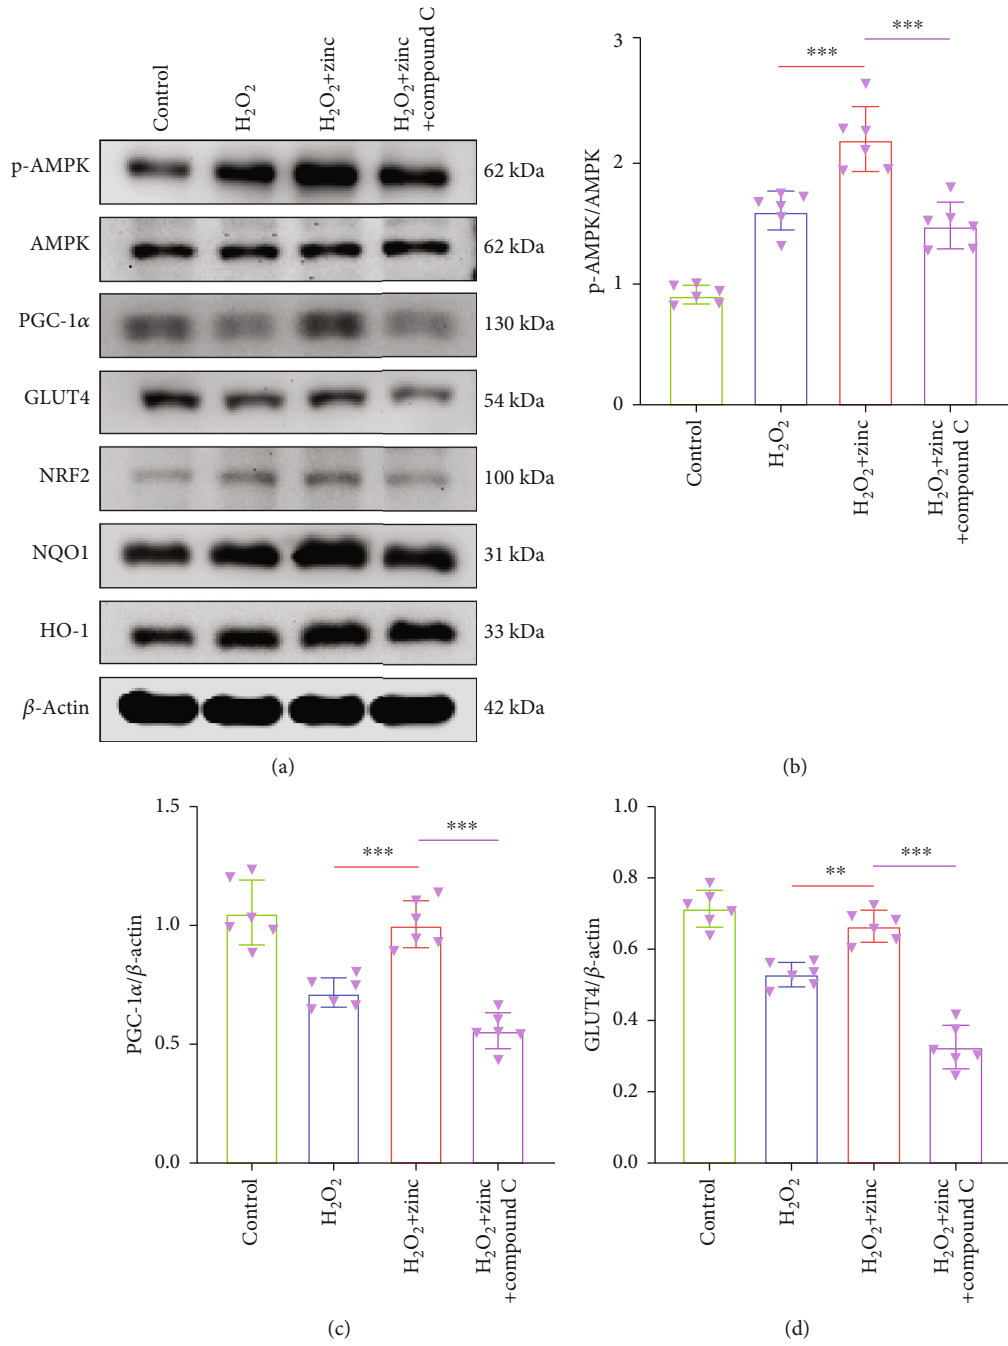 Control
H₂O₂
H₂O₂+zinc
H₂O₂+zinc
+compound C
p-AMPK
62 kDa
AMPK
62 kDa
PGC-1α
130 kDa
GLUT4
54 kDa
NRF2
100 kDa
NQO1
31 kDa
HO-1
33 kDa
β-Actin
42 kDa
(a)
p-AMPK/AMPK
3
2
1
0
***
***
Control
H₂O₂
H₂O₂+zinc
H₂O₂+zinc
+compound C
(b)
PGC-1α/β-actin
1.5
1.0
0.5
0.0
***
***
Control
H₂O₂
H₂O₂+zinc
H₂O₂+zinc
+compound C
(c)
GLUT4/β-actin
1.0
0.8
0.6
0.4
0.2
0.0
**
***
Control
H₂O₂
H₂O₂+zinc
H₂O₂+zinc
+compound C
(d)